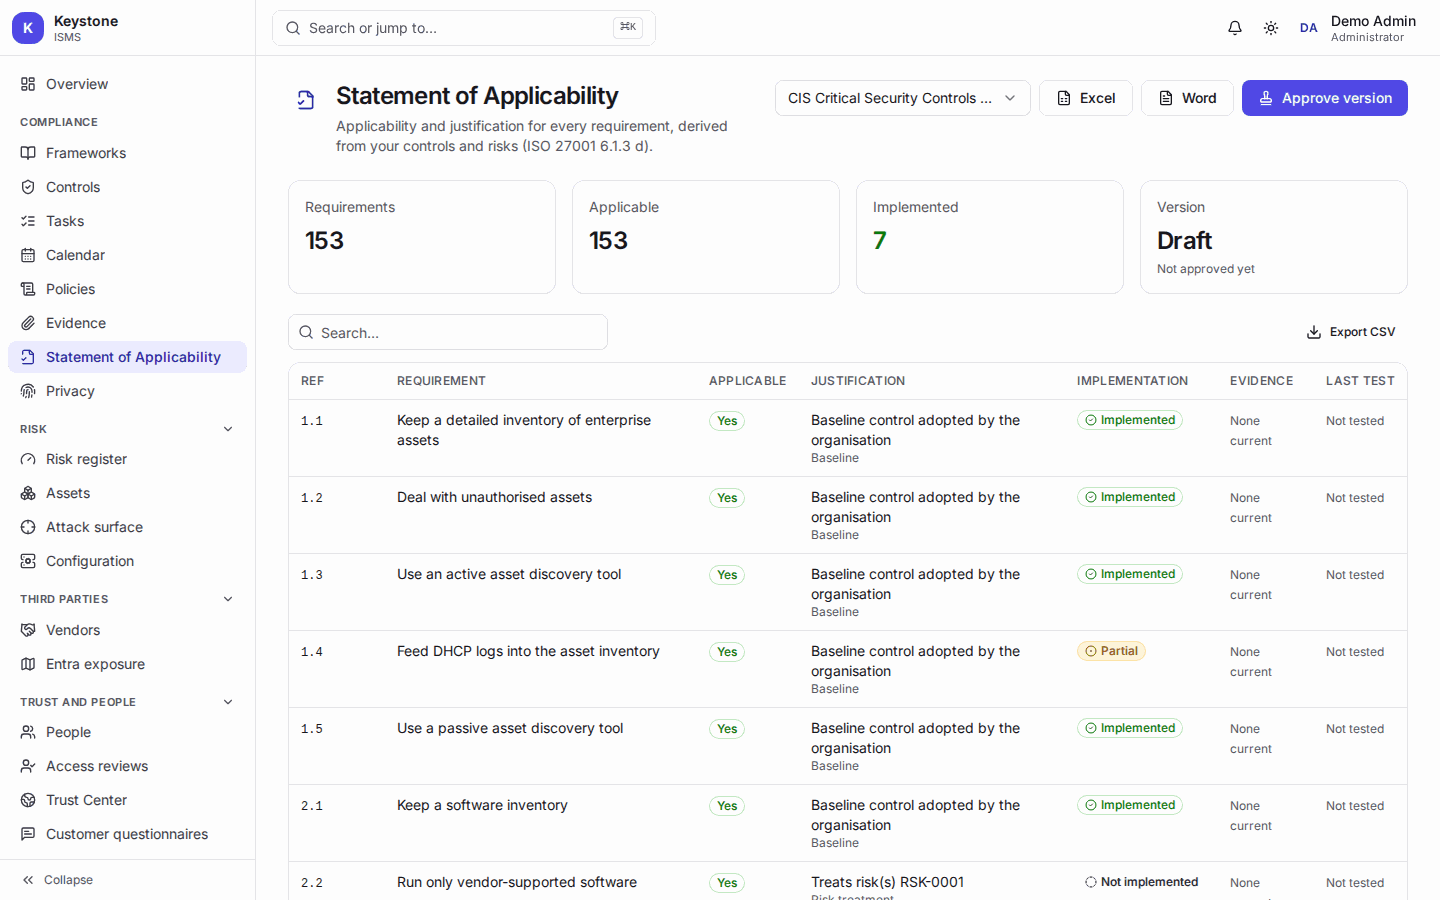 K
Keystone
ISMS
Search or jump to...
⌘K
DA
Demo Admin
Administrator
Overview
COMPLIANCE
Frameworks
Controls
Tasks
Calendar
Policies
Evidence
Statement of Applicability
Privacy
RISK
Risk register
Assets
Attack surface
Configuration
THIRD PARTIES
Vendors
Entra exposure
TRUST AND PEOPLE
People
Access reviews
Trust Center
Customer questionnaires
Collapse
Statement of Applicability
Applicability and justification for every requirement, derived
from your controls and risks (ISO 27001 6.1.3 d).
CIS Critical Security Controls ...
Excel
Word
Approve version
Requirements
153
Applicable
153
Implemented
7
Version
Draft
Not approved yet
Search...
Export CSV
REF REQUIREMENT APPLICABLE JUSTIFICATION IMPLEMENTATION EVIDENCE LAST TEST
1.1 Keep a detailed inventory of enterprise Yes Baseline control adopted by the Implemented None Not tested
assets organisation current
Baseline
1.2 Deal with unauthorised assets Yes Baseline control adopted by the Implemented None Not tested
organisation current
Baseline
1.3 Use an active asset discovery tool Yes Baseline control adopted by the Implemented None Not tested
organisation current
Baseline
1.4 Feed DHCP logs into the asset inventory Yes Baseline control adopted by the Partial None Not tested
organisation current
Baseline
1.5 Use a passive asset discovery tool Yes Baseline control adopted by the Implemented None Not tested
organisation current
Baseline
2.1 Keep a software inventory Yes Baseline control adopted by the Implemented None Not tested
organisation current
Baseline
2.2 Run only vendor-supported software Yes Treats risk(s) RSK-0001 Not implemented None Not tested
Risk treatment